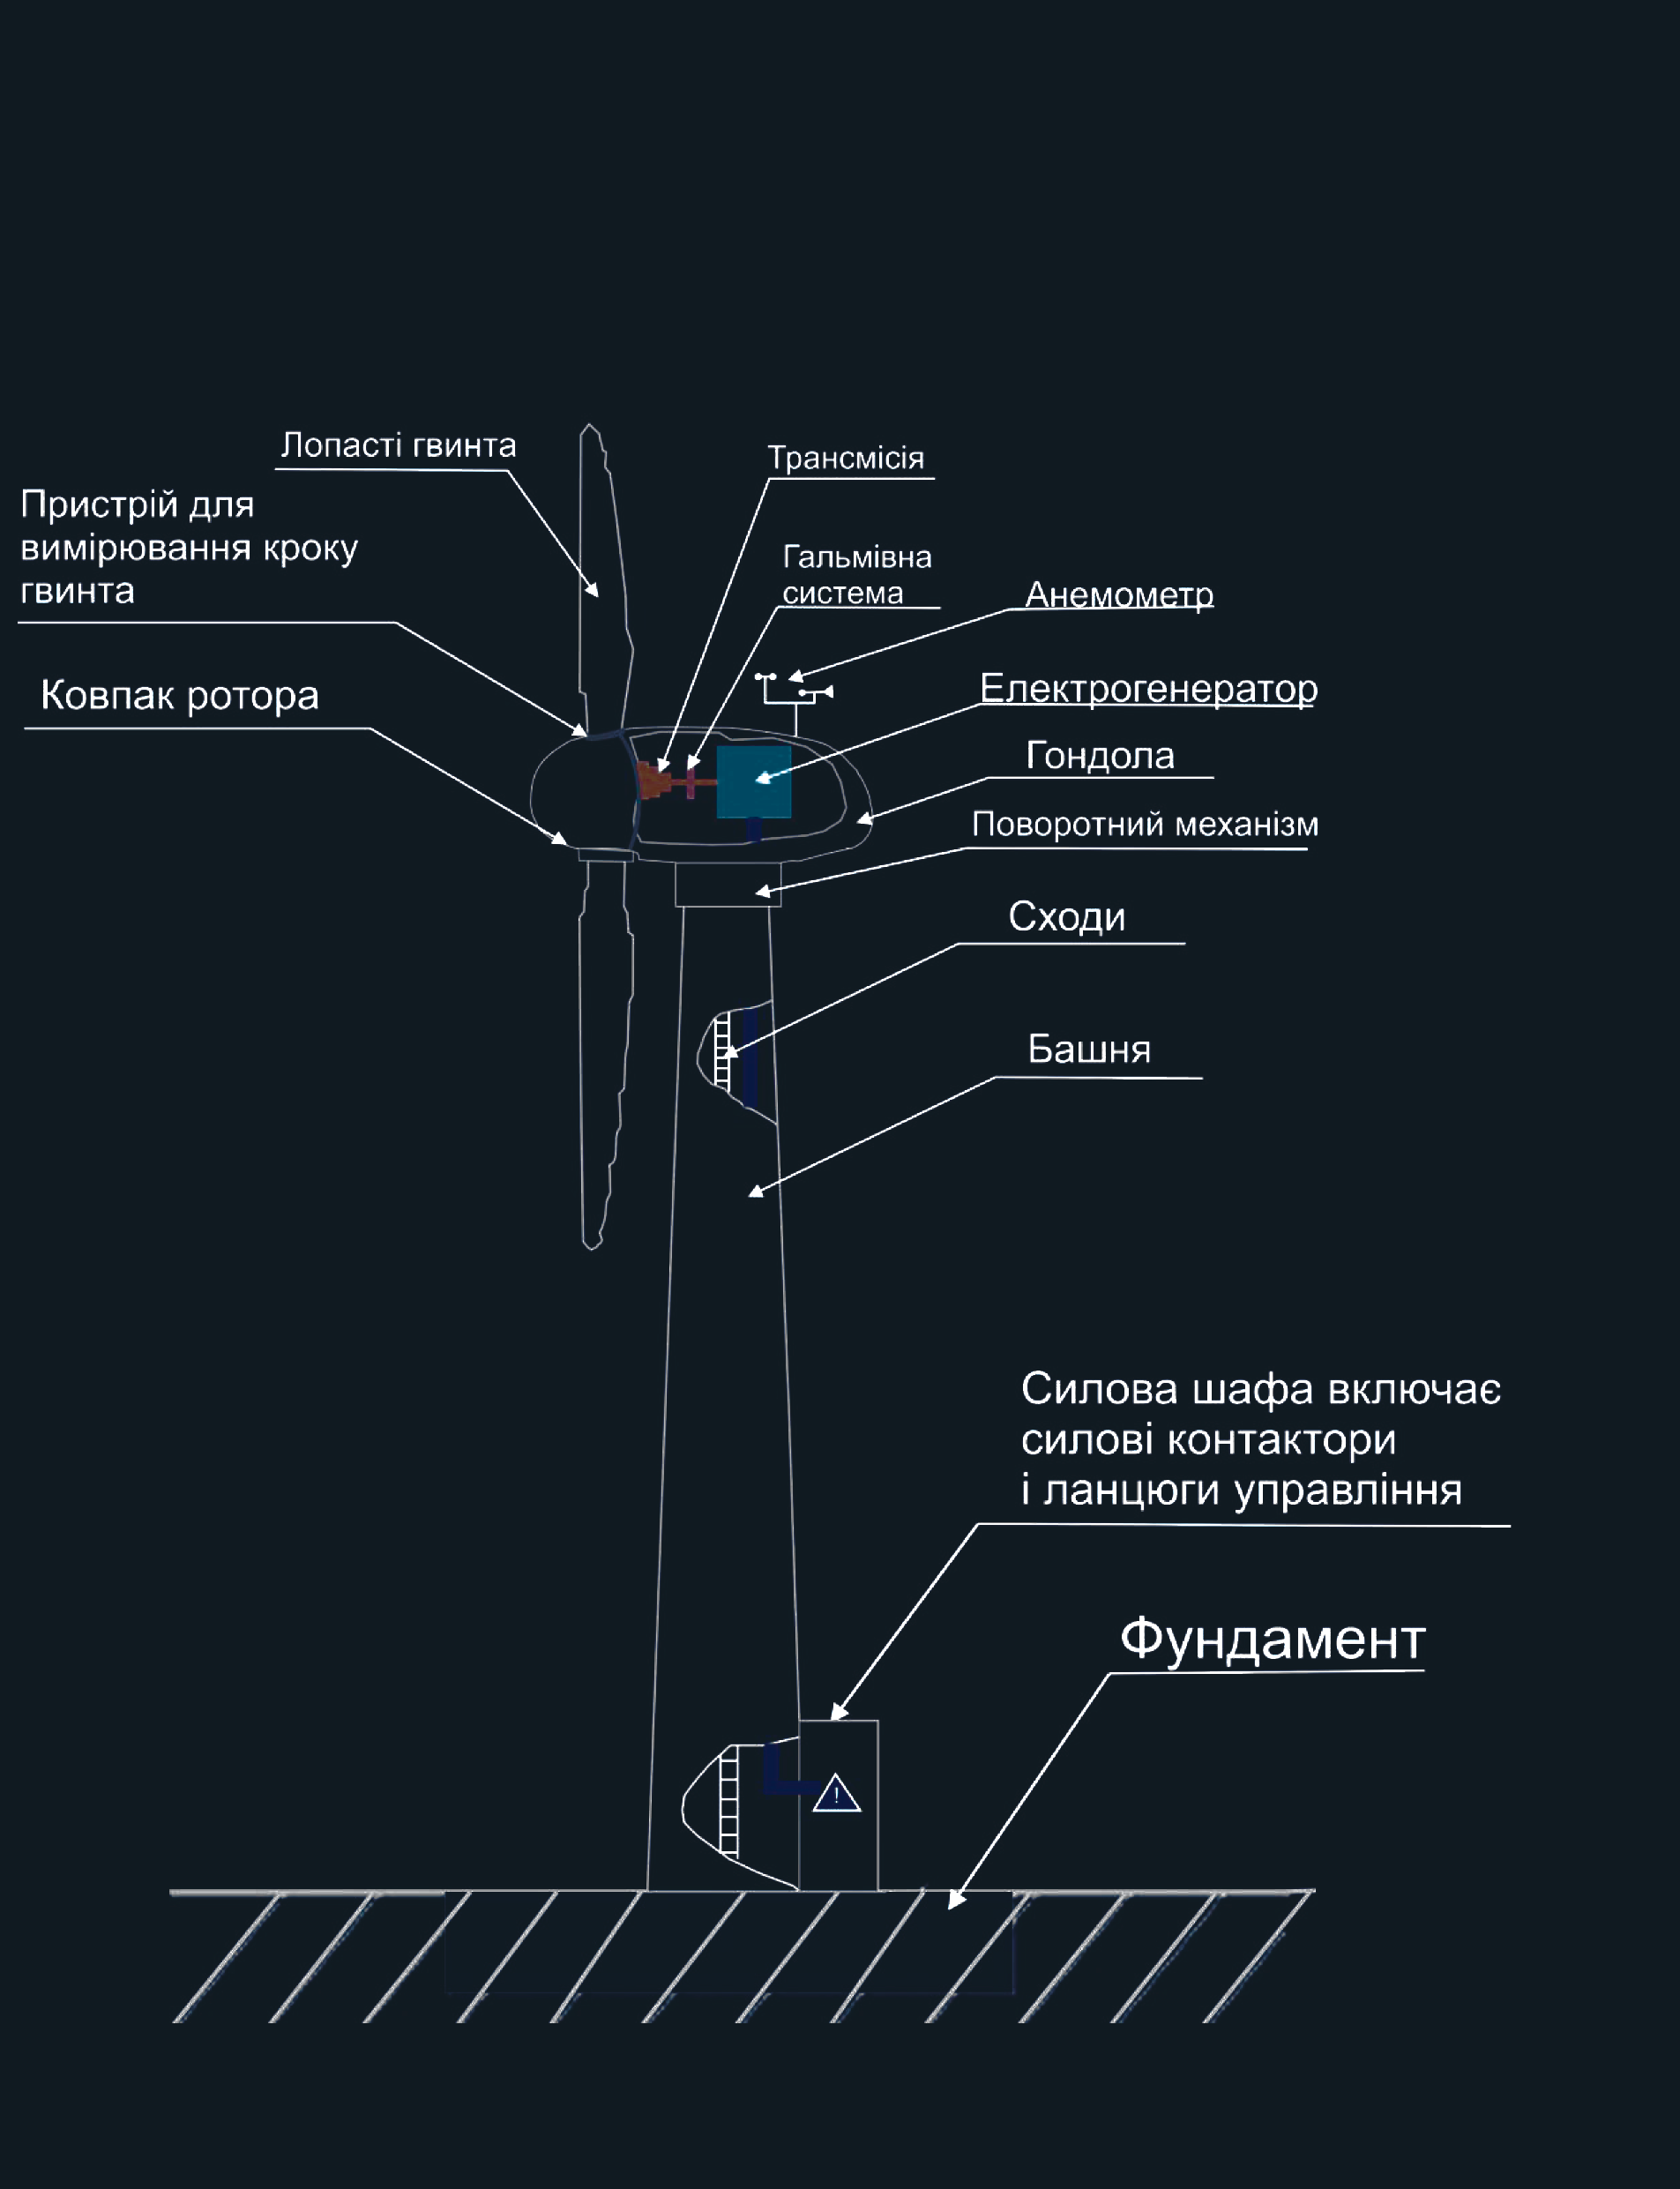 Лопасті гвинта
Трансмісія
Пристрій для
вимірювання кроку
гвинта
Гальмівна
система
Анемометр
Ковпак ротора
Електрогенератор
Гондола
Поворотний механізм
Сходи
Башня
Силова шафа включає
силові контактори
і ланцюги управління
Фундамент
!